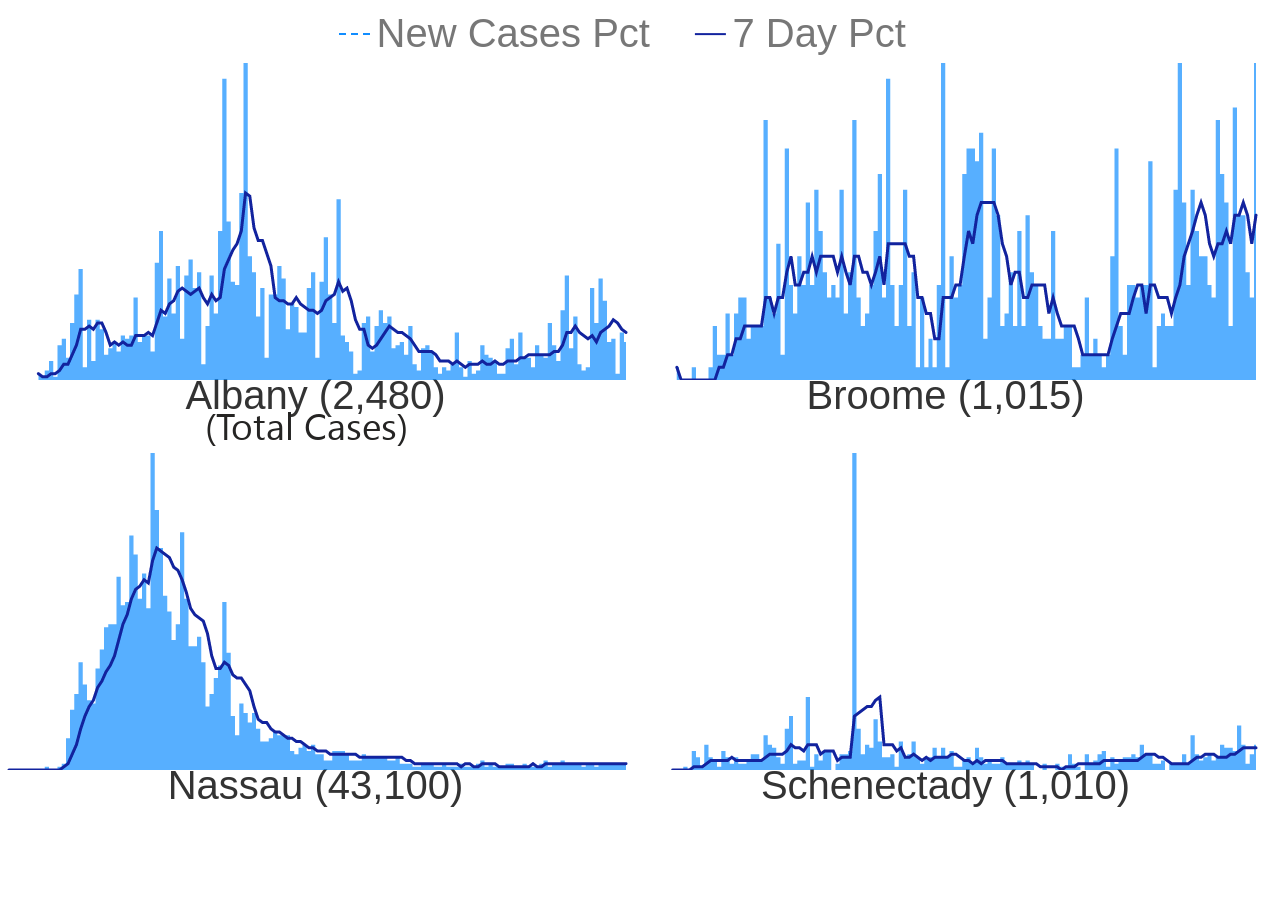 New Cases Pct 7 Day Pct
Albany (2,480)
(Total Cases)
Broome (1,015)
Nassau (43,100)
Schenectady (1,010)